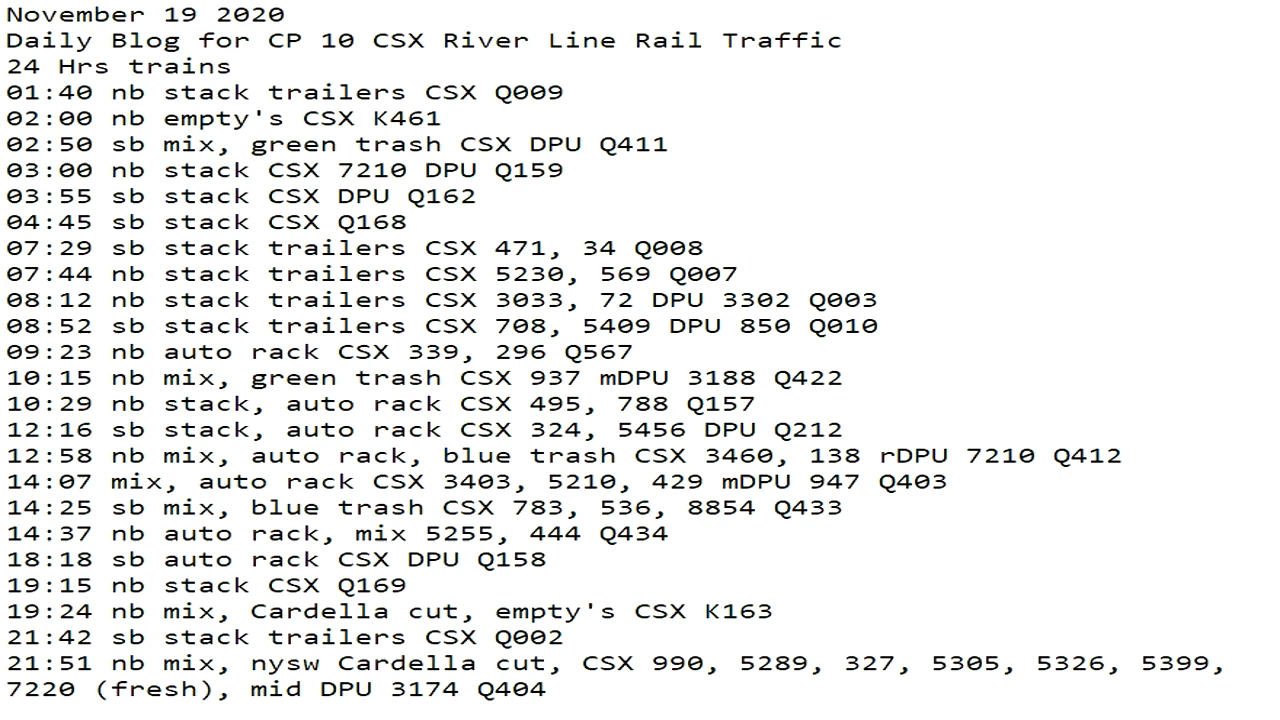 November 19 2020
Daily Blog for CP 10 CSX River Line Rail Traffic
24 Hrs trains
01:40 nb stack trailers CSX Q009
02:00 nb empty's CSX K461
02:50 sb mix, green trash CSX DPU Q411
03:00 nb stack CSX 7210 DPU Q159
03:55 sb stack CSX DPU Q162
04:45 sb stack CSX Q168
07:29 sb stack trailers CSX 471, 34 Q008
07:44 nb stack trailers CSX 5230, 569 Q007
08:12 nb stack trailers CSX 3033, 72 DPU 3302 Q003
08:52 sb stack trailers CSX 708, 5409 DPU 850 Q010
09:23 nb auto rack CSX 339, 296 Q567
10:15 nb mix, green trash CSX 937 mDPU 3188 Q422
10:29 nb stack, auto rack CSX 495, 788 Q157
12:16 sb stack, auto rack CSX 324, 5456 DPU Q212
12:58 nb mix, auto rack, blue trash CSX 3460, 138 rDPU 7210 Q412
14:07 mix, auto rack CSX 3403, 5210, 429 mDPU 947 Q403
14:25 sb mix, blue trash CSX 783, 536, 8854 Q433
14:37 nb auto rack, mix 5255, 444 Q434
18:18 sb auto rack CSX DPU Q158
19:15 nb stack CSX Q169
19:24 nb mix, Cardella cut, empty's CSX K163
21:42 sb stack trailers CSX Q002
21:51 nb mix, nysw Cardella cut, CSX 990, 5289, 327, 5305, 5326, 5399,
7220 (fresh), mid DPU 3174 Q404